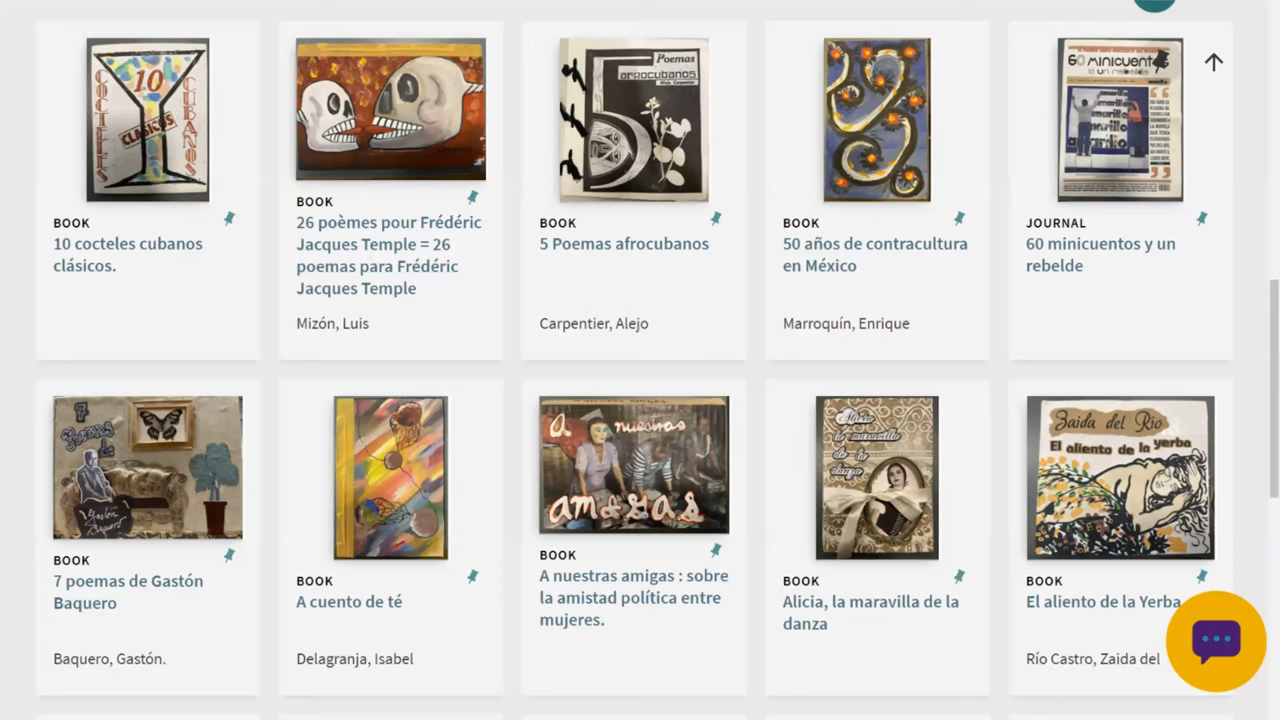 10
COCTELES
CUBANOS
CLÁSICOS
BOOK
10 cocteles cubanos
clásicos.
BOOK
26 poèmes pour Frédéric
Jacques Temple = 26
poemas para Frédéric
Jacques Temple
Mizón, Luis
5
Poemas
afrocubanos
Alejo Carpentier
BOOK
5 Poemas afrocubanos
Carpentier, Alejo
BOOK
50 años de contracultura
en México
Marroquín, Enrique
60 MINICUENTOS
y un rebelde
amarillo
JOURNAL
60 minicuentos y un
rebelde
7
Poemas
de
Gastón
Baquero
BOOK
7 poemas de Gastón
Baquero
Baquero, Gastón.
BOOK
A cuento de té
Delagranja, Isabel
A nuestras
amigas
BOOK
A nuestras amigas : sobre
la amistad política entre
mujeres.
Alicia
la maravilla
de la
danza
BOOK
Alicia, la maravilla de la
danza
Zaida del Río
El aliento de la yerba
BOOK
El aliento de la Yerba
Río Castro, Zaida del